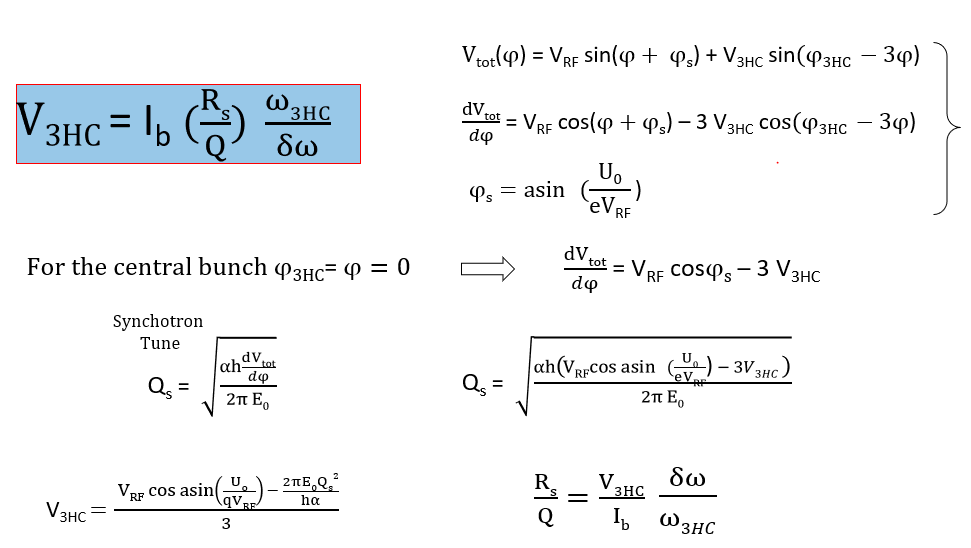 V_tot(φ) = V_RF sin(φ + φ_s) + V_3HC sin(φ_3HC − 3φ)
V_3HC = I_b (R_s/Q) ω_3HC/δω
dV_tot/dφ = V_RF cos(φ + φ_s) – 3 V_3HC cos(φ_3HC − 3φ)
φ_s = asin (U_0/eV_RF)
For the central bunch φ_3HC= φ = 0
dV_tot/dφ = V_RF cosφ_s – 3 V_3HC
Synchotron
Tune
Q_s = √(αh dV_tot/dφ / 2π E_0)
Q_s = √(αh(V_RF cos asin (U_0/eV_RF) − 3V_3HC) / 2π E_0)
V_3HC = (V_RF cos asin(U_o/qV_RF) − 2πE_0Q_s²/hα) / 3
R_s/Q = V_3HC/I_b δω/ω_3HC